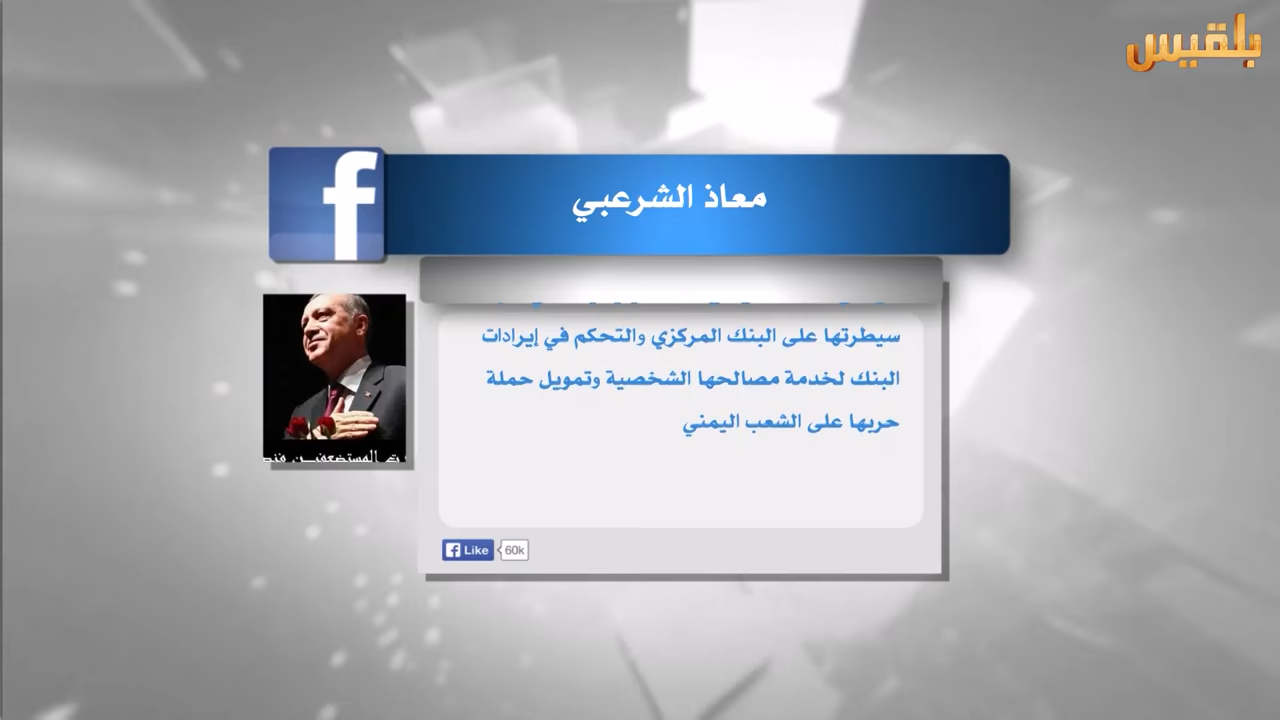 بلقيس
معاذ الشرعبي
سيطرتها على البنك المركزي والتحكم في إيرادات
البنك لخدمة مصالحها الشخصية وتمويل حملة
حربها على الشعب اليمني
المستضعفين
f Like 60k